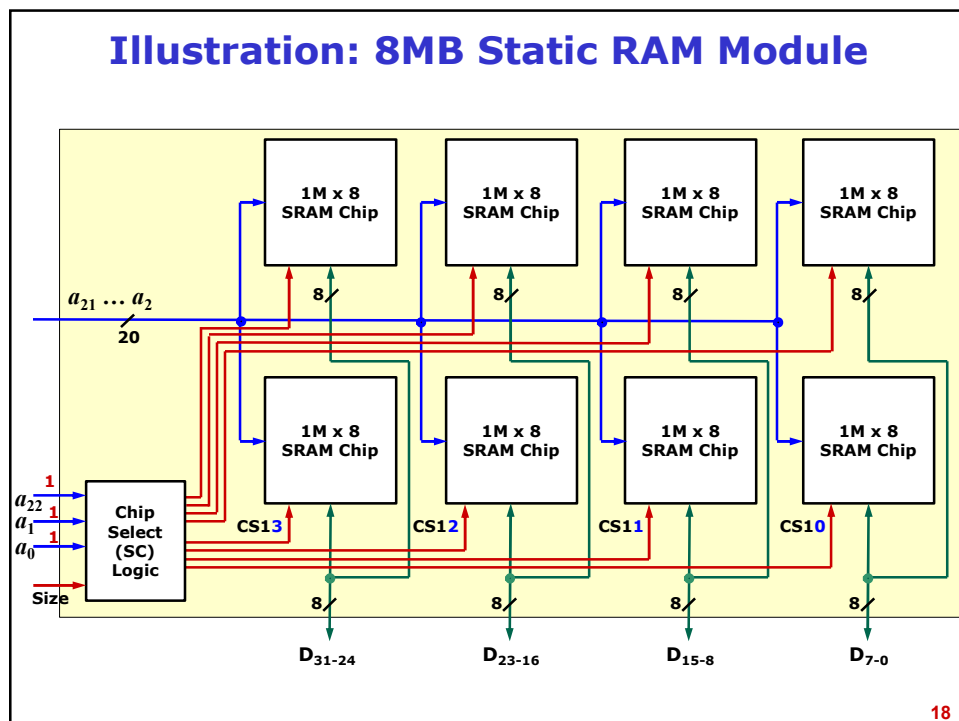 Illustration: 8MB Static RAM Module
1M x 8
SRAM Chip
1M x 8
SRAM Chip
1M x 8
SRAM Chip
1M x 8
SRAM Chip
8
8
8
8
a21 … a2
20
1M x 8
SRAM Chip
1M x 8
SRAM Chip
1M x 8
SRAM Chip
1M x 8
SRAM Chip
1
a22
1
a1
1
a0
Size
Chip
Select
(SC)
Logic
CS13
CS12
CS11
CS10
8
8
8
8
D31-24
D23-16
D15-8
D7-0
18